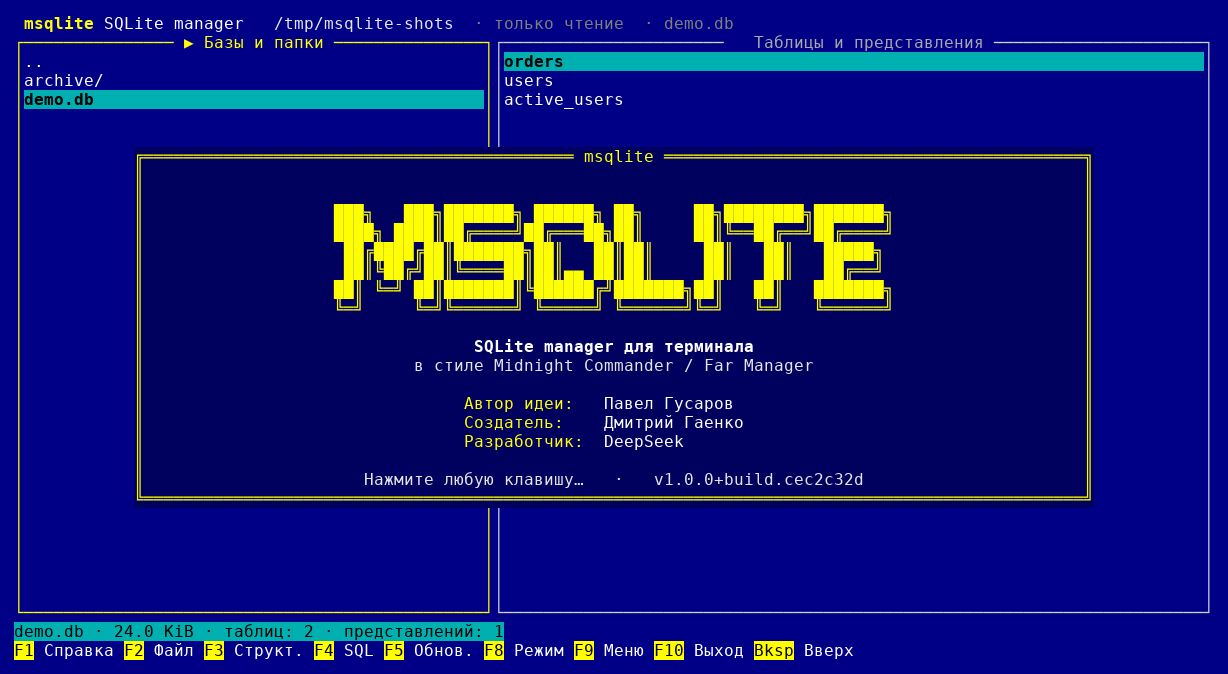 msqlite SQLite manager /tmp/msqlite-shots · только чтение · demo.db
▶ Базы и папки
Таблицы и представления
..
archive/
demo.db
orders
users
active_users
msqlite
MSQLITE
SQLite manager для терминала
в стиле Midnight Commander / Far Manager
Автор идеи: Павел Гусаров
Создатель: Дмитрий Гаенко
Разработчик: DeepSeek
Нажмите любую клавишу… · v1.0.0+build.cec2c32d
demo.db · 24.0 KiB · таблиц: 2 · представлений: 1
F1 Справка F2 Файл F3 Структ. F4 SQL F5 Обнов. F8 Режим F9 Меню F10 Выход Bksp Вверх